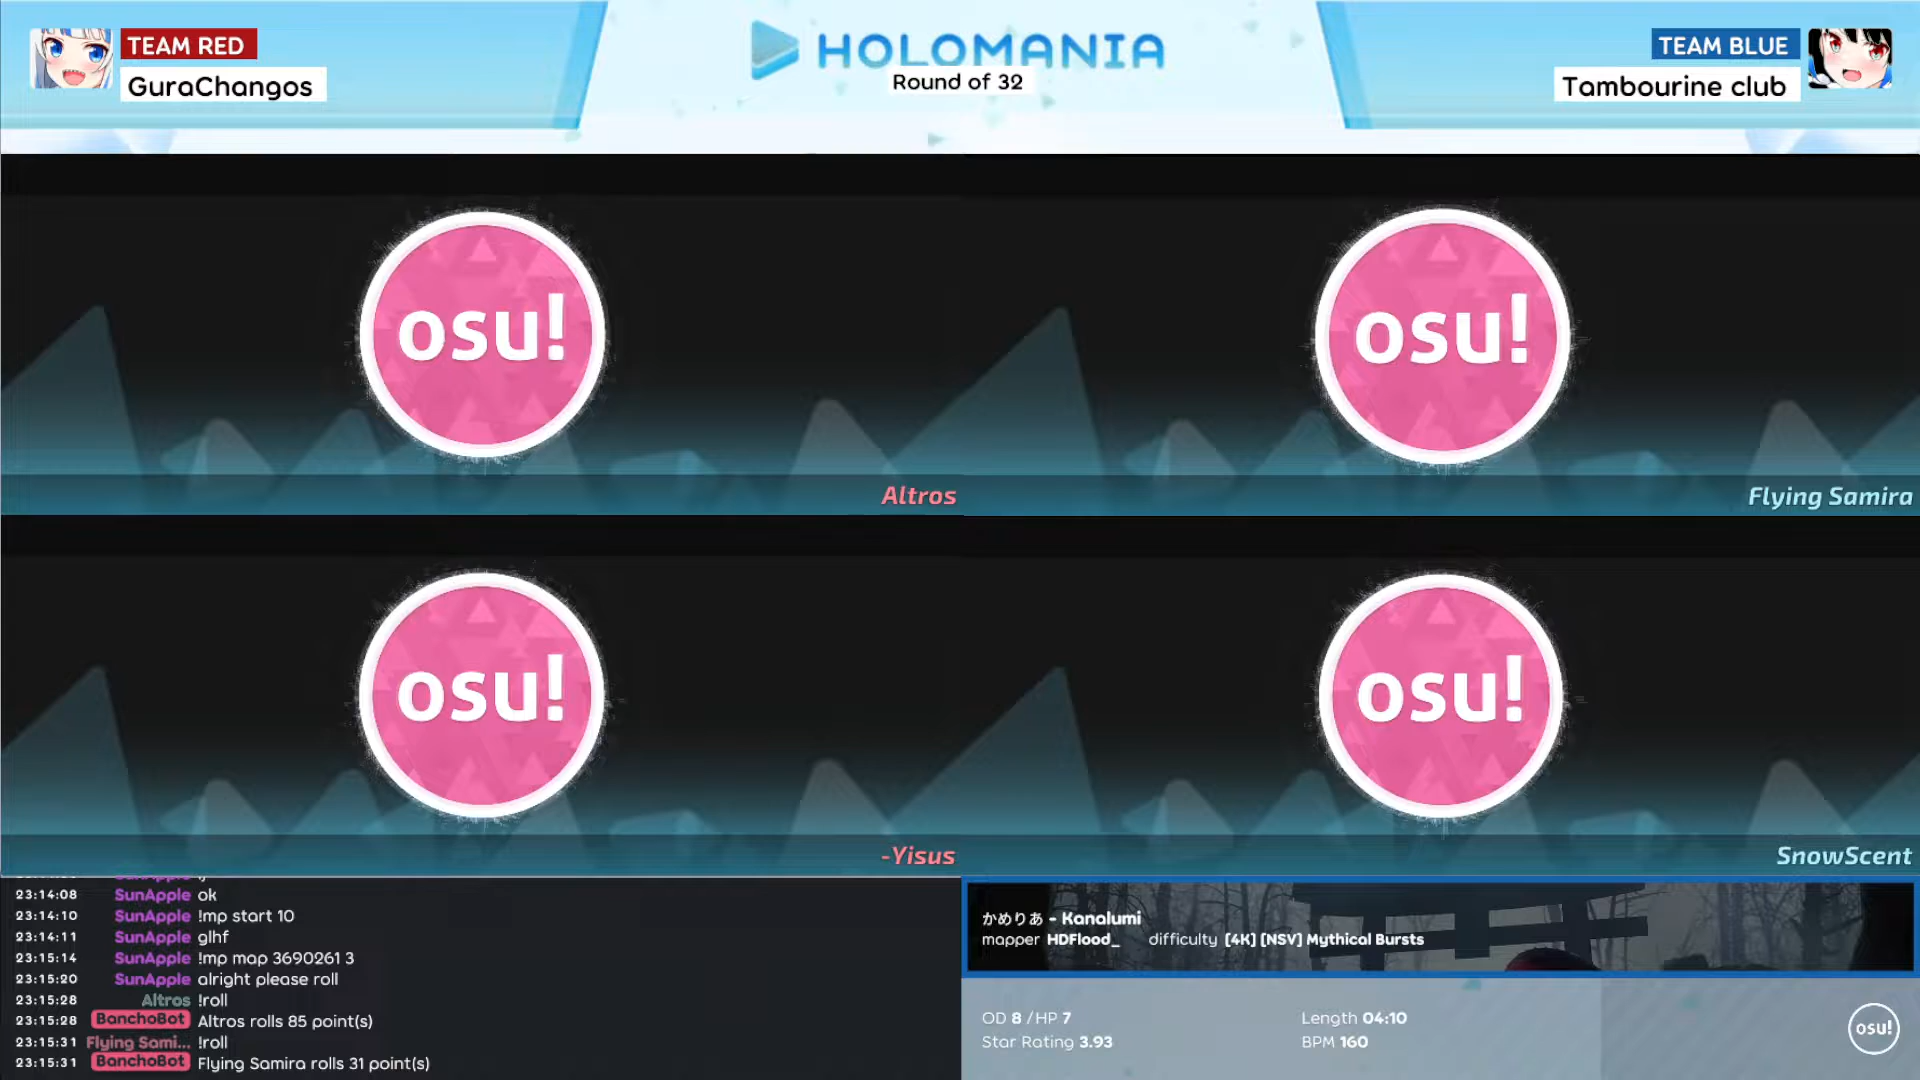 TEAM RED
GuraChangos
HOLOMANIA
Round of 32
TEAM BLUE
Tambourine club
osu!
Altros
osu!
Flying Samira
osu!
-Yisus
osu!
SnowScent
23:14:08 SunApple ok
23:14:10 SunApple !mp start 10
23:14:11 SunApple glhf
23:15:14 SunApple !mp map 3690261 3
23:15:20 SunApple alright please roll
23:15:28 Altros !roll
23:15:28 BanchoBot Altros rolls 85 point(s)
23:15:31 Flying Sami... !roll
23:15:31 BanchoBot Flying Samira rolls 31 point(s)
かめりあ - Kanalumi
mapper HDFlood_ difficulty [4K] [NSV] Mythical Bursts
OD 8 / HP 7 Length 04:10
Star Rating 3.93 BPM 160
osu!